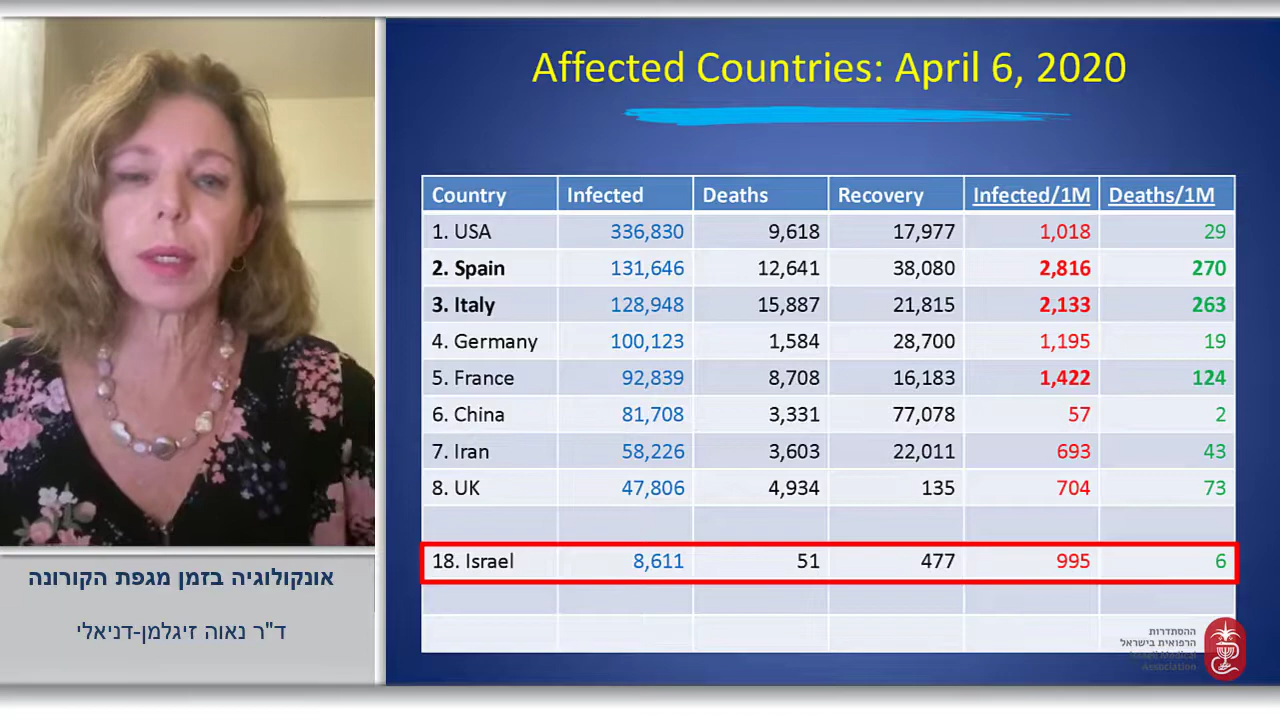 Affected Countries: April 6, 2020
Country Infected Deaths Recovery Infected/1M Deaths/1M
1. USA 336,830 9,618 17,977 1,018 29
2. Spain 131,646 12,641 38,080 2,816 270
3. Italy 128,948 15,887 21,815 2,133 263
4. Germany 100,123 1,584 28,700 1,195 19
5. France 92,839 8,708 16,183 1,422 124
6. China 81,708 3,331 77,078 57 2
7. Iran 58,226 3,603 22,011 693 43
8. UK 47,806 4,934 135 704 73
18. Israel 8,611 51 477 995 6
אונקולוגיה בזמן מגפת הקורונה
ד"ר נאוה זיגלמן-דניאלי
ההסתדרות
הרפואית בישראל
Israeli Medical
Association